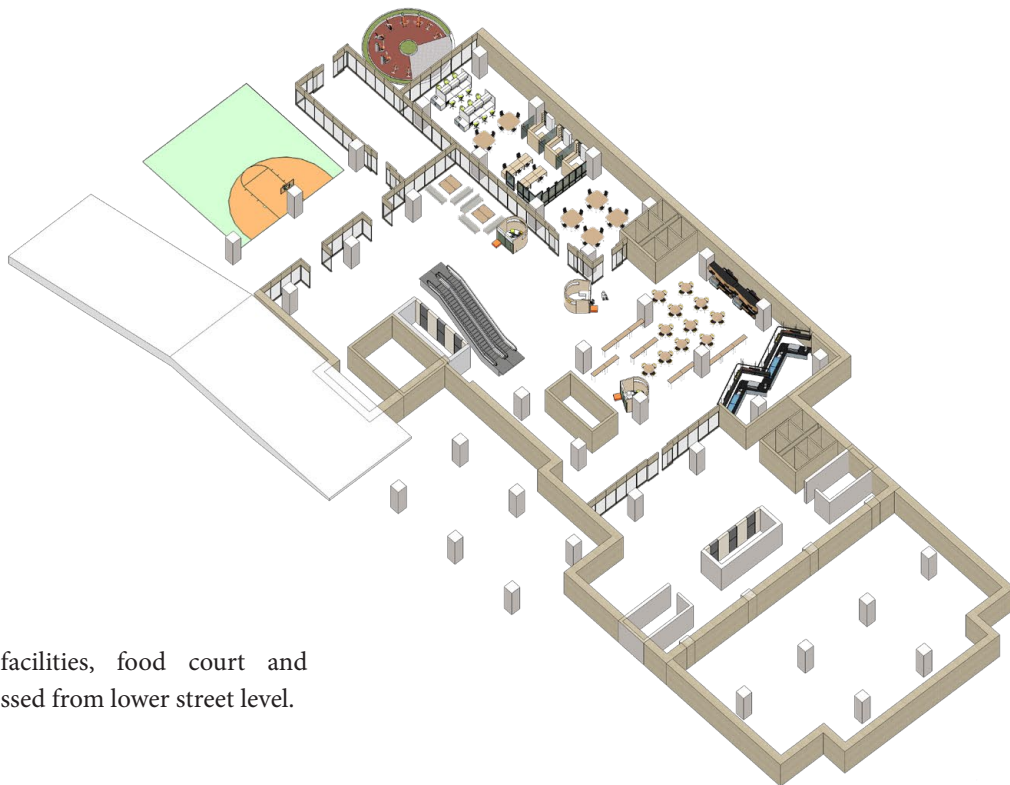 facilities, food court and
ssed from lower street level.